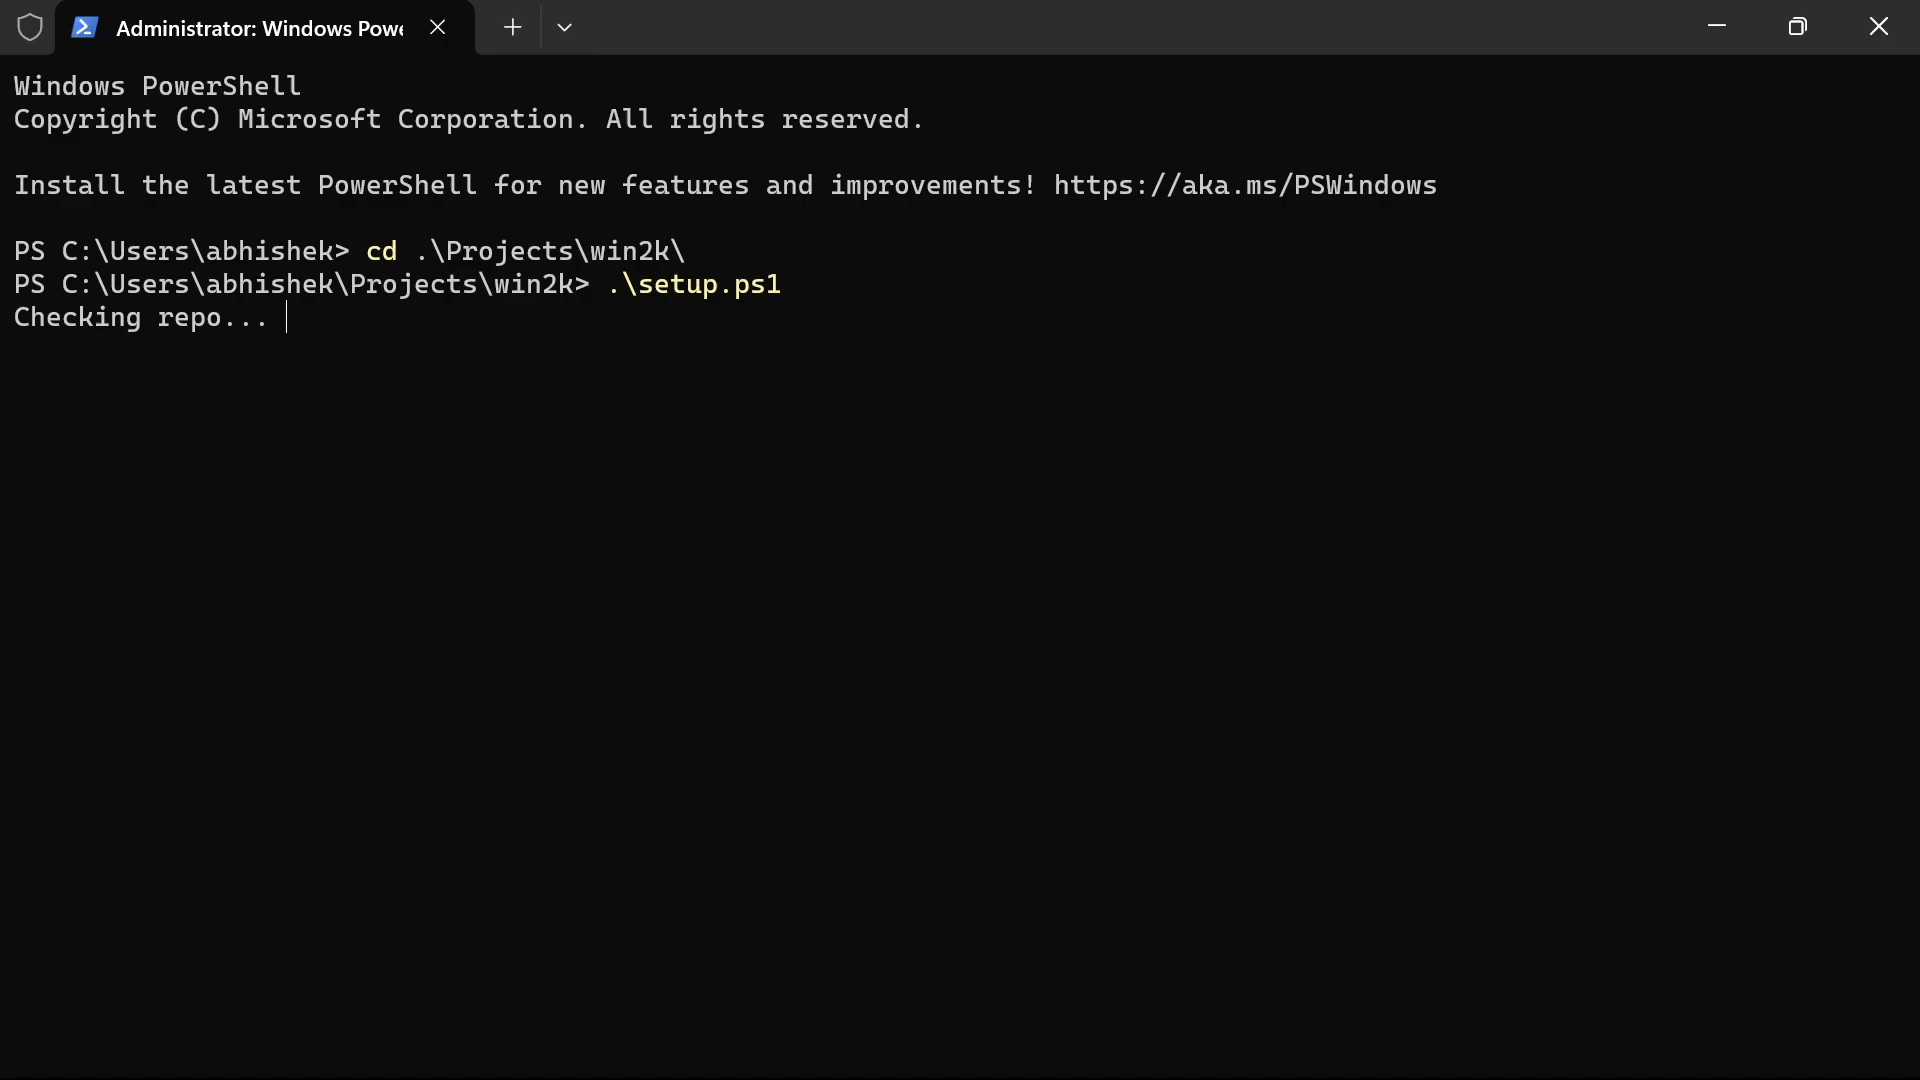 Administrator: Windows Powe
Windows PowerShell
Copyright (C) Microsoft Corporation. All rights reserved.
Install the latest PowerShell for new features and improvements! https://aka.ms/PSWindows
PS C:\Users\abhishek> cd .\Projects\win2k\
PS C:\Users\abhishek\Projects\win2k> .\setup.ps1
Checking repo...